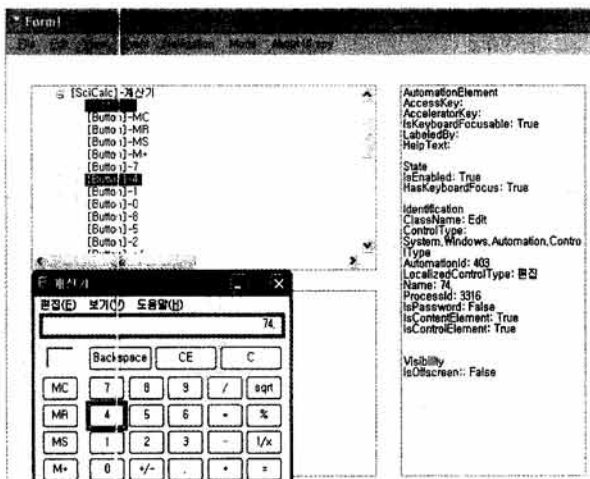 Form1
[SciCalc]-계산기
[Button]-MC
[Button]-MR
[Button]-MS
[Button]-M+
[Button]-7
[Button]-4
[Button]-1
[Button]-0
[Button]-8
[Button]-5
[Button]-2
AutomationElement
AccessKey:
AcceleratorKey:
IsKeyboardFocusable: True
LabeledBy:
HelpText:
State
IsEnabled: True
HasKeyboardFocus: True
Identification
ClassName: Edit
ControlType:
System.Windows.Automation.Contro
lType
AutomationId: 403
LocalizedControlType: 편집
Name: 74,
ProcessId: 3316
IsPassword: False
IsContentElement: True
IsControlElement: True
Visibility
IsOffscreen:: False
계산기
편집(E) 보기(V) 도움말(H)
74,
Backspace CE C
MC 7 8 9 / sqrt
MR 4 5 6 * %
MS 1 2 3 - 1/x
M+ 0 +/- . + =